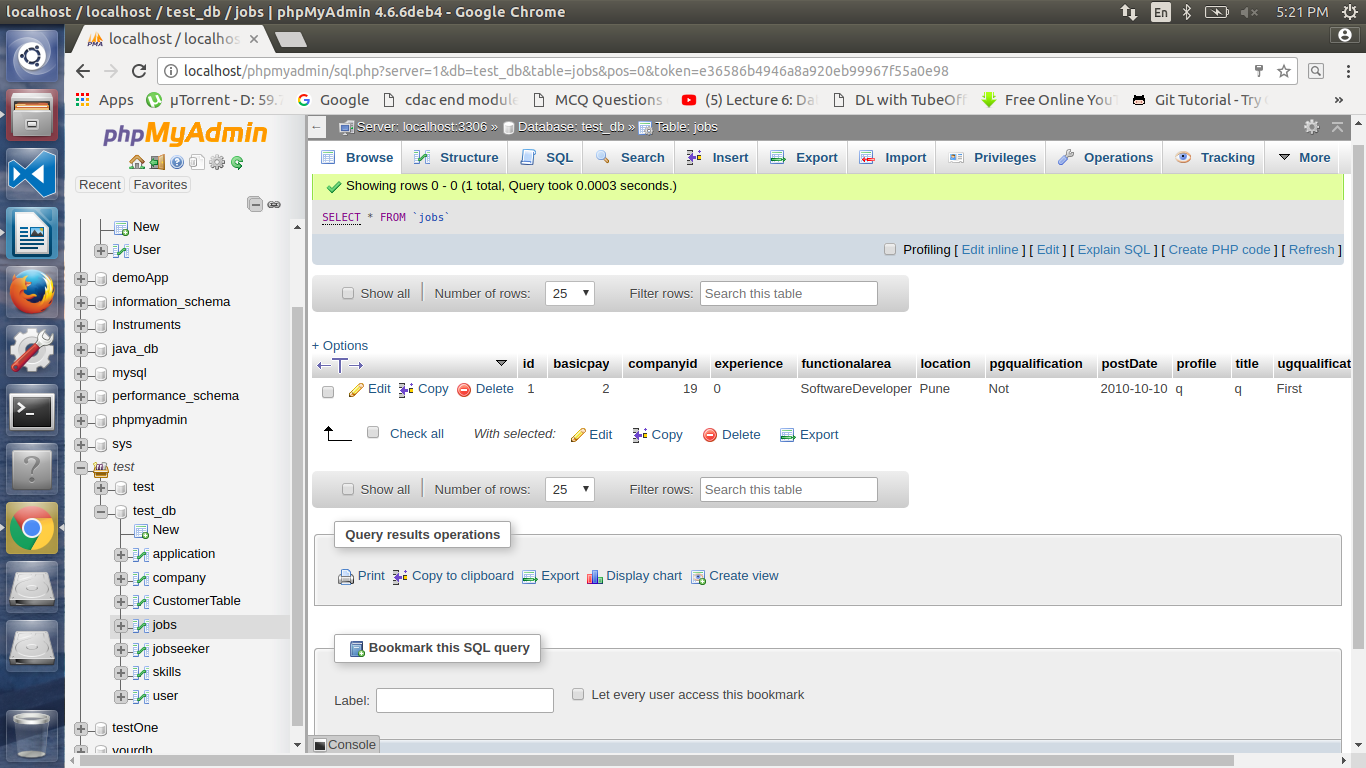 localhost / localhost / test_db / jobs | phpMyAdmin 4.6.6deb4 - Google Chrome
En
5:21 PM
PMA
localhost / localhos
localhost/phpmyadmin/sql.php?server=1&db=test_db&table=jobs&pos=0&token=e36586b4946a8a920eb99967f55a0e98
Apps
µTorrent - D: 59.7
Google
cdac end module
MCQ Questions
(5) Lecture 6: Da
DL with TubeOff
Free Online You
Git Tutorial - Try
»
phpMyAdmin
Recent
Favorites
New
User
demoApp
information_schema
Instruments
java_db
mysql
performance_schema
phpmyadmin
sys
test
test
test_db
New
application
company
CustomerTable
jobs
jobseeker
skills
user
testOne
yourdb
Server: localhost:3306 » Database: test_db » Table: jobs
Browse
Structure
SQL
Search
Insert
Export
Import
Privileges
Operations
Tracking
More
Showing rows 0 - 0 (1 total, Query took 0.0003 seconds.)
SELECT * FROM `jobs`
Profiling [ Edit inline ] [ Edit ] [ Explain SQL ] [ Create PHP code ] [ Refresh ]
Show all
Number of rows:
25
Filter rows:
Search this table
+ Options
id basicpay companyid experience functionalarea location pgqualification postDate profile title ugqualificat
Edit Copy Delete 1 2 19 0 SoftwareDeveloper Pune Not 2010-10-10 q q First
Check all With selected: Edit Copy Delete Export
Show all
Number of rows:
25
Filter rows:
Search this table
Query results operations
Print Copy to clipboard Export Display chart Create view
Bookmark this SQL query
Label:
Let every user access this bookmark
Console